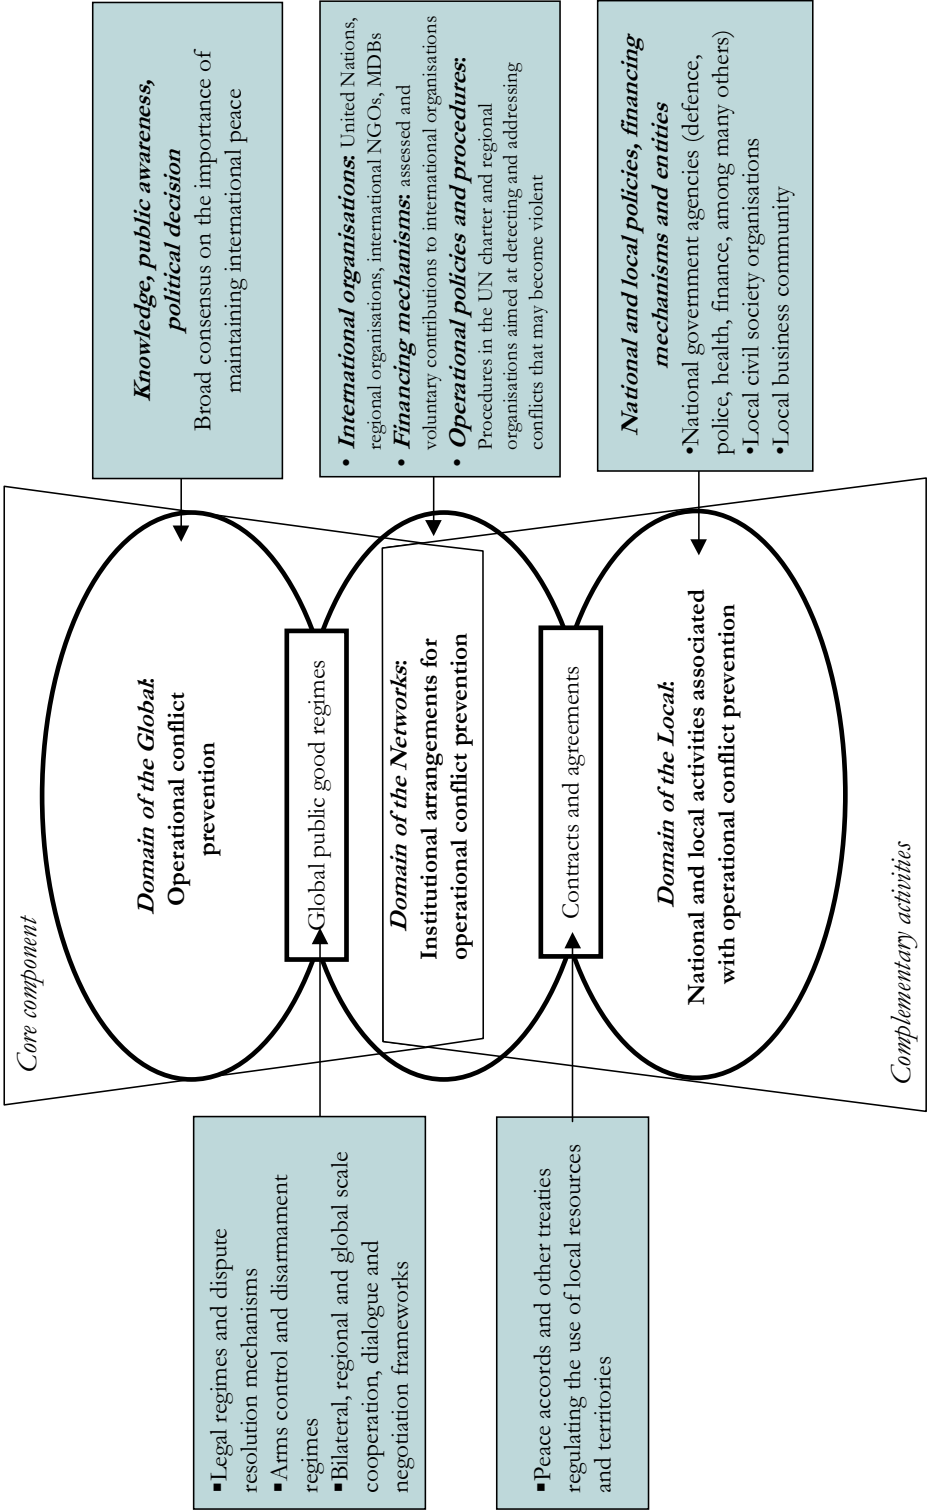 Core component
Domain of the Global:
Operational conflict
prevention
Global public good regimes
Domain of the Networks:
Institutional arrangements for
operational conflict prevention
Contracts and agreements
Domain of the Local:
National and local activities associated
with operational conflict prevention
Complementary activities
▪Legal regimes and dispute
resolution mechanisms
▪Arms control and disarmament
regimes
▪Bilateral, regional and global scale
cooperation, dialogue and
negotiation frameworks
▪Peace accords and other treaties
regulating the use of local resources
and territories
Knowledge, public awareness,
political decision
Broad consensus on the importance of
maintaining international peace
• International organisations: United Nations,
regional organisations, international NGOs, MDBs
• Financing mechanisms: assessed and
voluntary contributions to international organisations
• Operational policies and procedures:
Procedures in the UN charter and regional
organisations aimed at detecting and addressing
conflicts that may become violent
National and local policies, financing
mechanisms and entities
•National government agencies (defence,
police, health, finance, among many others)
•Local civil society organisations
•Local business community